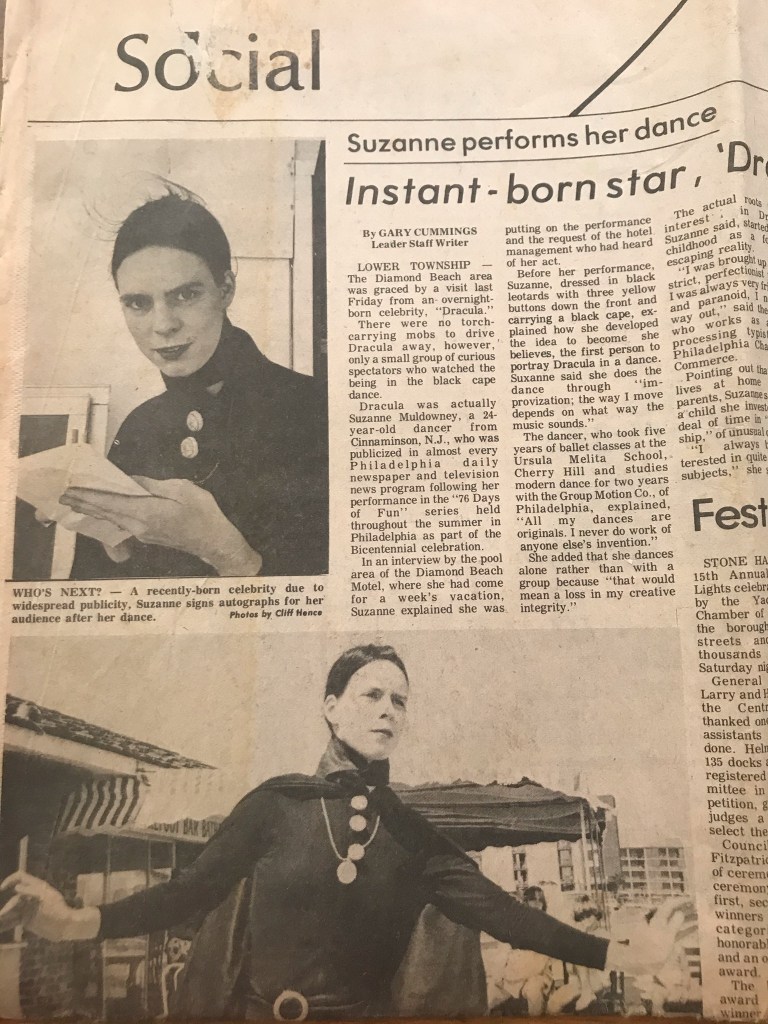 Social
Suzanne performs her dance
Instant-born star, 'Dr
By GARY CUMMINGS
Leader Staff Writer
LOWER TOWNSHIP —
The Diamond Beach area
was graced by a visit last
Friday from an overnight-
born celebrity, "Dracula."
There were no torch-
carrying mobs to drive
Dracula away, however,
only a small group of curious
spectators who watched the
being in the black cape
dance.
Dracula was actually
Suzanne Muldowney, a 24-
year-old dancer from
Cinnaminson, N.J., who was
publicized in almost every
Philadelphia daily
newspaper and television
news program following her
performance in the "76 Days
of Fun" series held
throughout the summer in
Philadelphia as part of the
Bicentennial celebration.
In an interview by the pool
area of the Diamond Beach
Motel, where she had come
for a week's vacation,
Suzanne explained she was
putting on the performance
and the request of the hotel
management who had heard
of her act.
Before her performance,
Suzanne, dressed in black
leotards with three yellow
buttons down the front and
carrying a black cape, ex-
plained how she developed
the idea to become she
believes, the first person to
portray Dracula in a dance.
Suxanne said she does the
dance through "im-
provization; the way I move
depends on what way the
music sounds."
The dancer, who took five
years of ballet classes at the
Ursula Melita School,
Cherry Hill and studies
modern dance for two years
with the Group Motion Co., of
Philadelphia, explained,
"All my dances are
originals. I never do work of
anyone else's invention."
She added that she dances
alone rather than with a
group because "that would
mean a loss in my creative
integrity."
The actual roots
interest in Dr
Suzanne said, started
childhood as a fo
escaping reality.
"I was brought up
strict, perfectionist
I was always very fr
and paranoid, I n
way out," said the
who works as a
processing typist
Philadelphia Cha
Commerce.
Pointing out tha
lives at home
parents, Suzanne s
a child she invest
deal of time in "
ship," of unusual c
"I always b
terested in quite
subjects," she s
WHO'S NEXT? — A recently-born celebrity due to
widespread publicity, Suzanne signs autographs for her
audience after her dance.
Photos by Cliff Hence
Fest
STONE HA
15th Annual
Lights celebra
by the Yac
Chamber of
the borough
streets and
thousands
Saturday nig
General
Larry and H
the Centr
thanked one
assistants
done. Helm
135 docks a
registered
mittee in
petition, g
judges a
select the
Council
Fitzpatric
of ceremo
ceremony
first, sec
winners
categor
honorabl
and an o
award.
The
award
winner
BAR